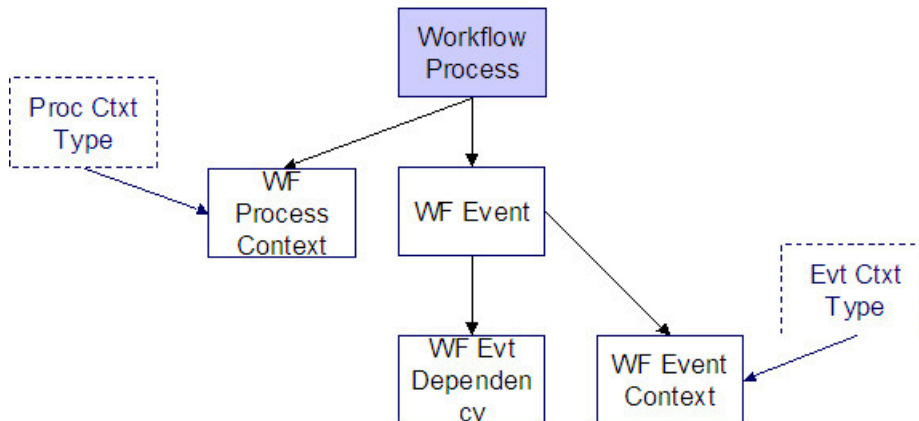 Workflow
Process
Proc Ctxt
Type
WF
Process
Context
WF Event
Evt Ctxt
Type
WF Evt
Dependen
cy
WF Event
Context